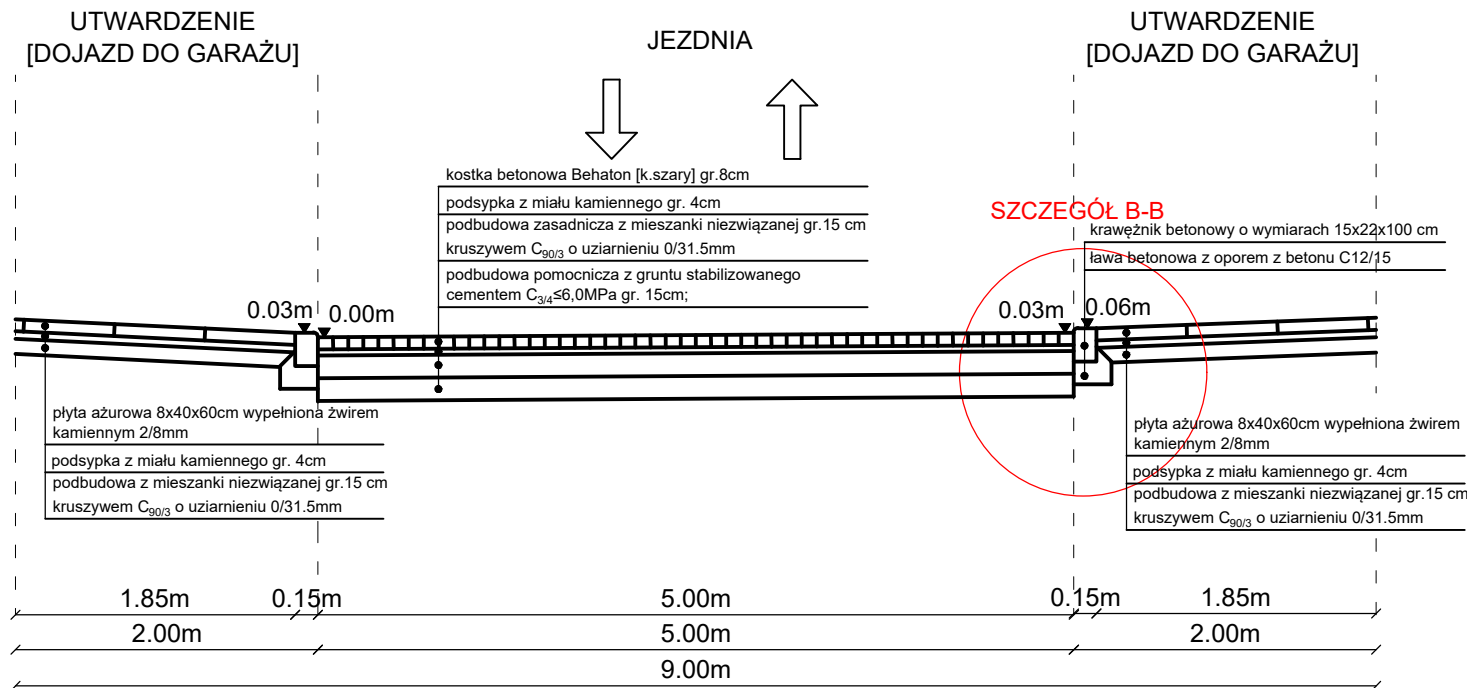 UTWARDZENIE
[DOJAZD DO GARAŻU]
JEZDNIA
UTWARDZENIE
[DOJAZD DO GARAŻU]
kostka betonowa Behaton [k.szary] gr.8cm
podsypka z miału kamiennego gr. 4cm
podbudowa zasadnicza z mieszanki niezwiązanej gr.15 cm
kruszywem C90/3 o uziarnieniu 0/31.5mm
podbudowa pomocnicza z gruntu stabilizowanego
cementem C3/4≤6,0MPa gr. 15cm;
SZCZEGÓŁ B-B
krawężnik betonowy o wymiarach 15x22x100 cm
ława betonowa z oporem z betonu C12/15
0.03m
0.00m
0.03m
0.06m
płyta ażurowa 8x40x60cm wypełniona żwirem
kamiennym 2/8mm
podsypka z miału kamiennego gr. 4cm
podbudowa z mieszanki niezwiązanej gr.15 cm
kruszywem C90/3 o uziarnieniu 0/31.5mm
płyta ażurowa 8x40x60cm wypełniona żwirem
kamiennym 2/8mm
podsypka z miału kamiennego gr. 4cm
podbudowa z mieszanki niezwiązanej gr.15 cm
kruszywem C90/3 o uziarnieniu 0/31.5mm
1.85m
0.15m
5.00m
0.15m
1.85m
2.00m
5.00m
2.00m
9.00m